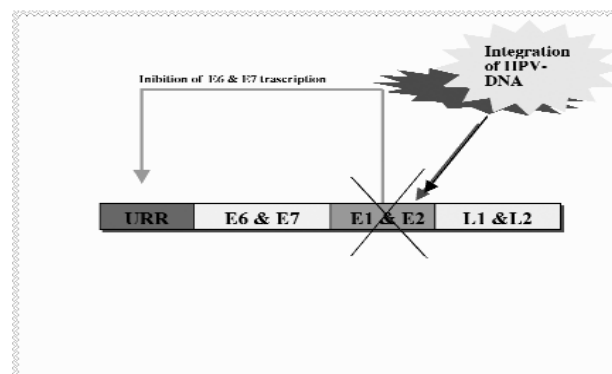 Integration
of HPV-
DNA
Inibition of E6 & E7 trascription
URR E6 & E7 E1 & E2 L1 &L2